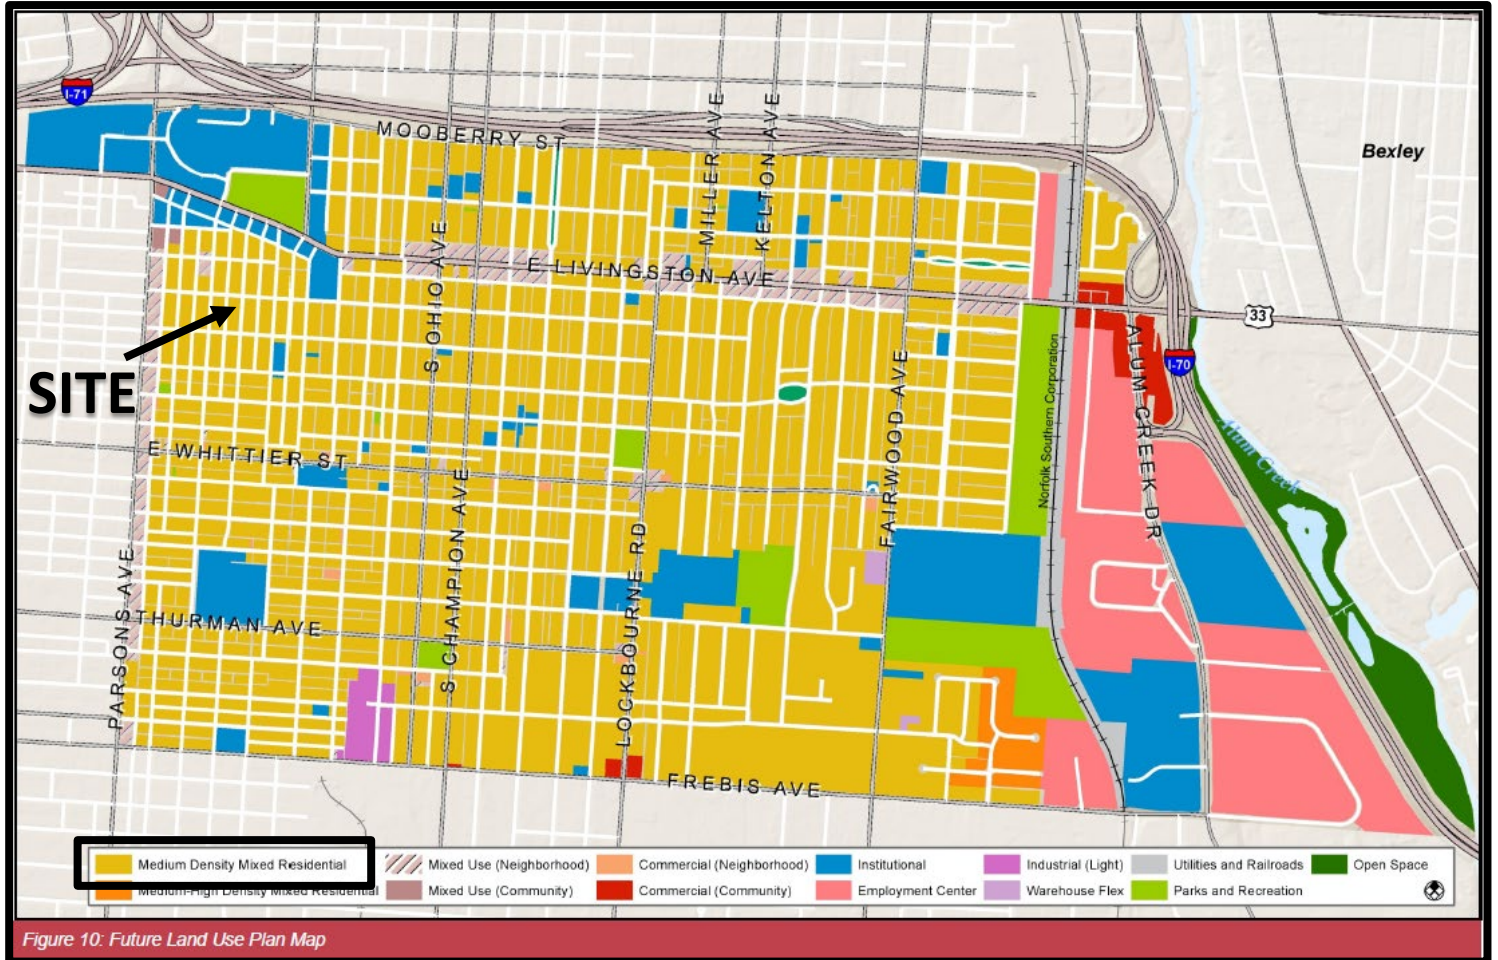 I-71
MOOBERRY ST
MILLER AVE
KELTON AVE
Bexley
S OHIO AVE
E LIVINGSTON AVE
33
SITE
I-70
ALUM CREEK DR
Norfolk Southern Corporation
FAIRWOOD AVE
Alum Creek
E WHITTIER ST
S CHAMPION AVE
LOCKBOURNE RD
PARSONS AVE
THURMAN AVE
FREBIS AVE
Medium Density Mixed Residential
Medium-High Density Mixed Residential
Mixed Use (Neighborhood)
Mixed Use (Community)
Commercial (Neighborhood)
Commercial (Community)
Institutional
Employment Center
Industrial (Light)
Warehouse Flex
Utilities and Railroads
Parks and Recreation
Open Space
Figure 10: Future Land Use Plan Map